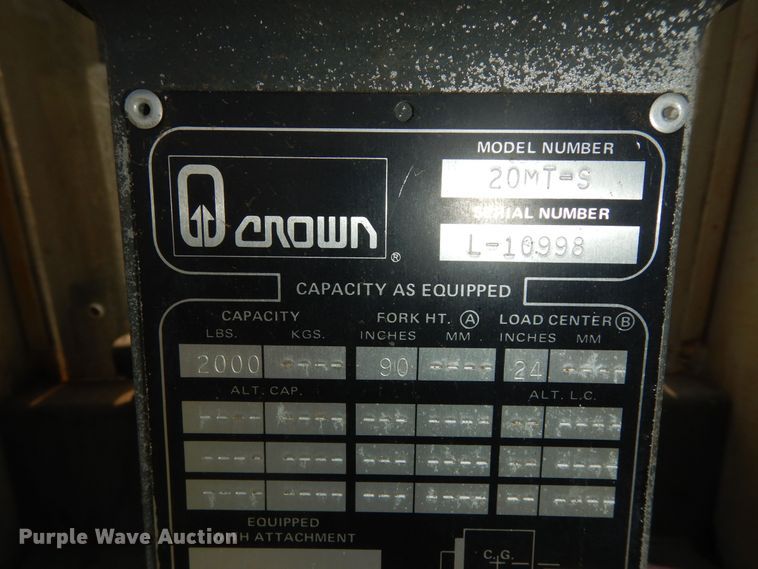 MODEL NUMBER
20MT-S
SERIAL NUMBER
L-10998
CROWN ®
CAPACITY AS EQUIPPED
CAPACITY FORK HT. A LOAD CENTER B
LBS. KGS. INCHES MM INCHES MM
2000 ---- 90 ---- 24 ----
ALT. CAP. ALT. L.C.
---- ---- --- ---- -- ----
---- ---- --- ---- -- ----
---- ---- --- ---- -- ----
EQUIPPED
ATTACHMENT
C.G.
Purple Wave Auction